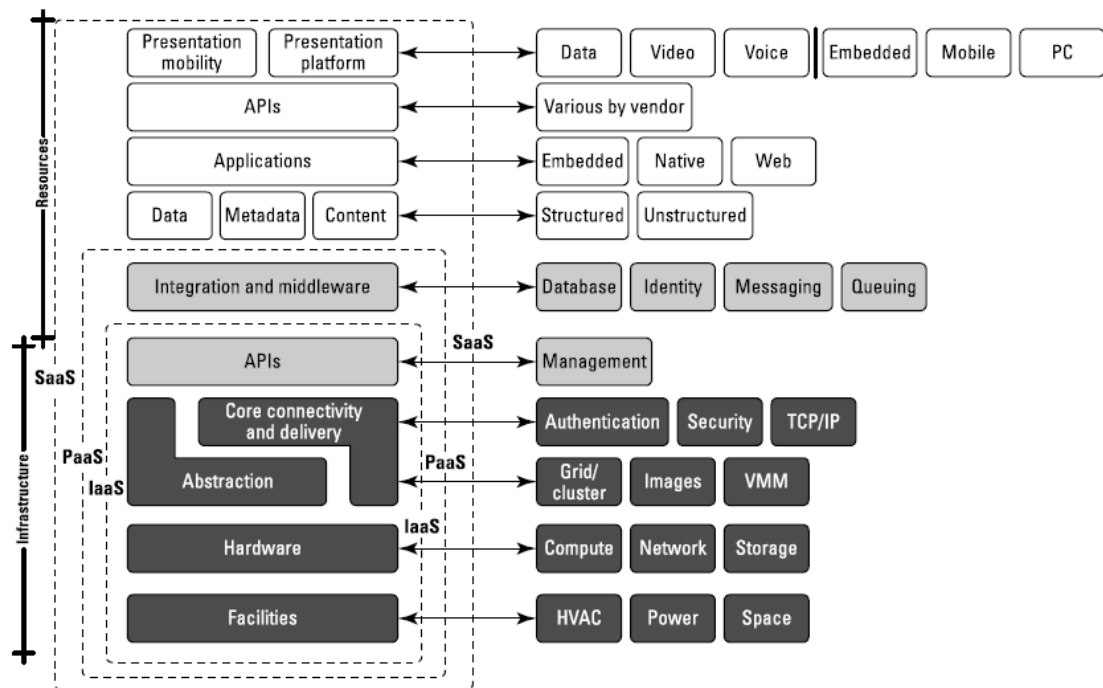 Presentation
mobility
Presentation
platform
Data
Video
Voice
Embedded
Mobile
PC
APIs
Various by vendor
Applications
Embedded
Native
Web
Resources
Data
Metadata
Content
Structured
Unstructured
Integration and middleware
Database
Identity
Messaging
Queuing
SaaS
APIs
SaaS
Management
Core connectivity
and delivery
Authentication
Security
TCP/IP
PaaS
IaaS
Abstraction
PaaS
Grid/
cluster
Images
VMM
Infrastructure
Hardware
IaaS
Compute
Network
Storage
Facilities
HVAC
Power
Space